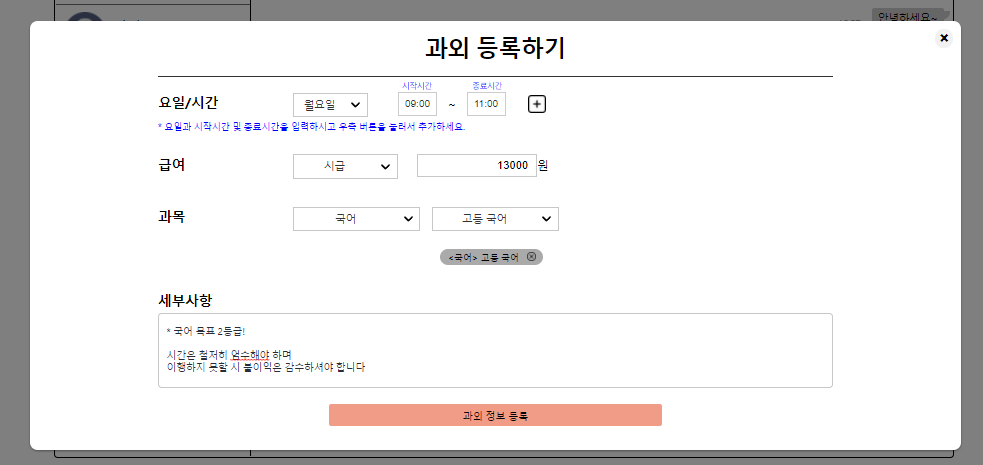 안녕하세요~
과외 등록하기
시작시간 종료시간
요일/시간 월요일 09:00 ~ 11:00
* 요일과 시작시간 및 종료시간을 입력하시고 우측 버튼을 눌러서 추가하세요.
급여 시급 13000 원
과목 국어 고등 국어
<국어> 고등 국어
세부사항
* 국어 목표 2등급!
시간은 철저히 엄수해야 하며
이행하지 못할 시 불이익은 감수하셔야 합니다
과외 정보 등록